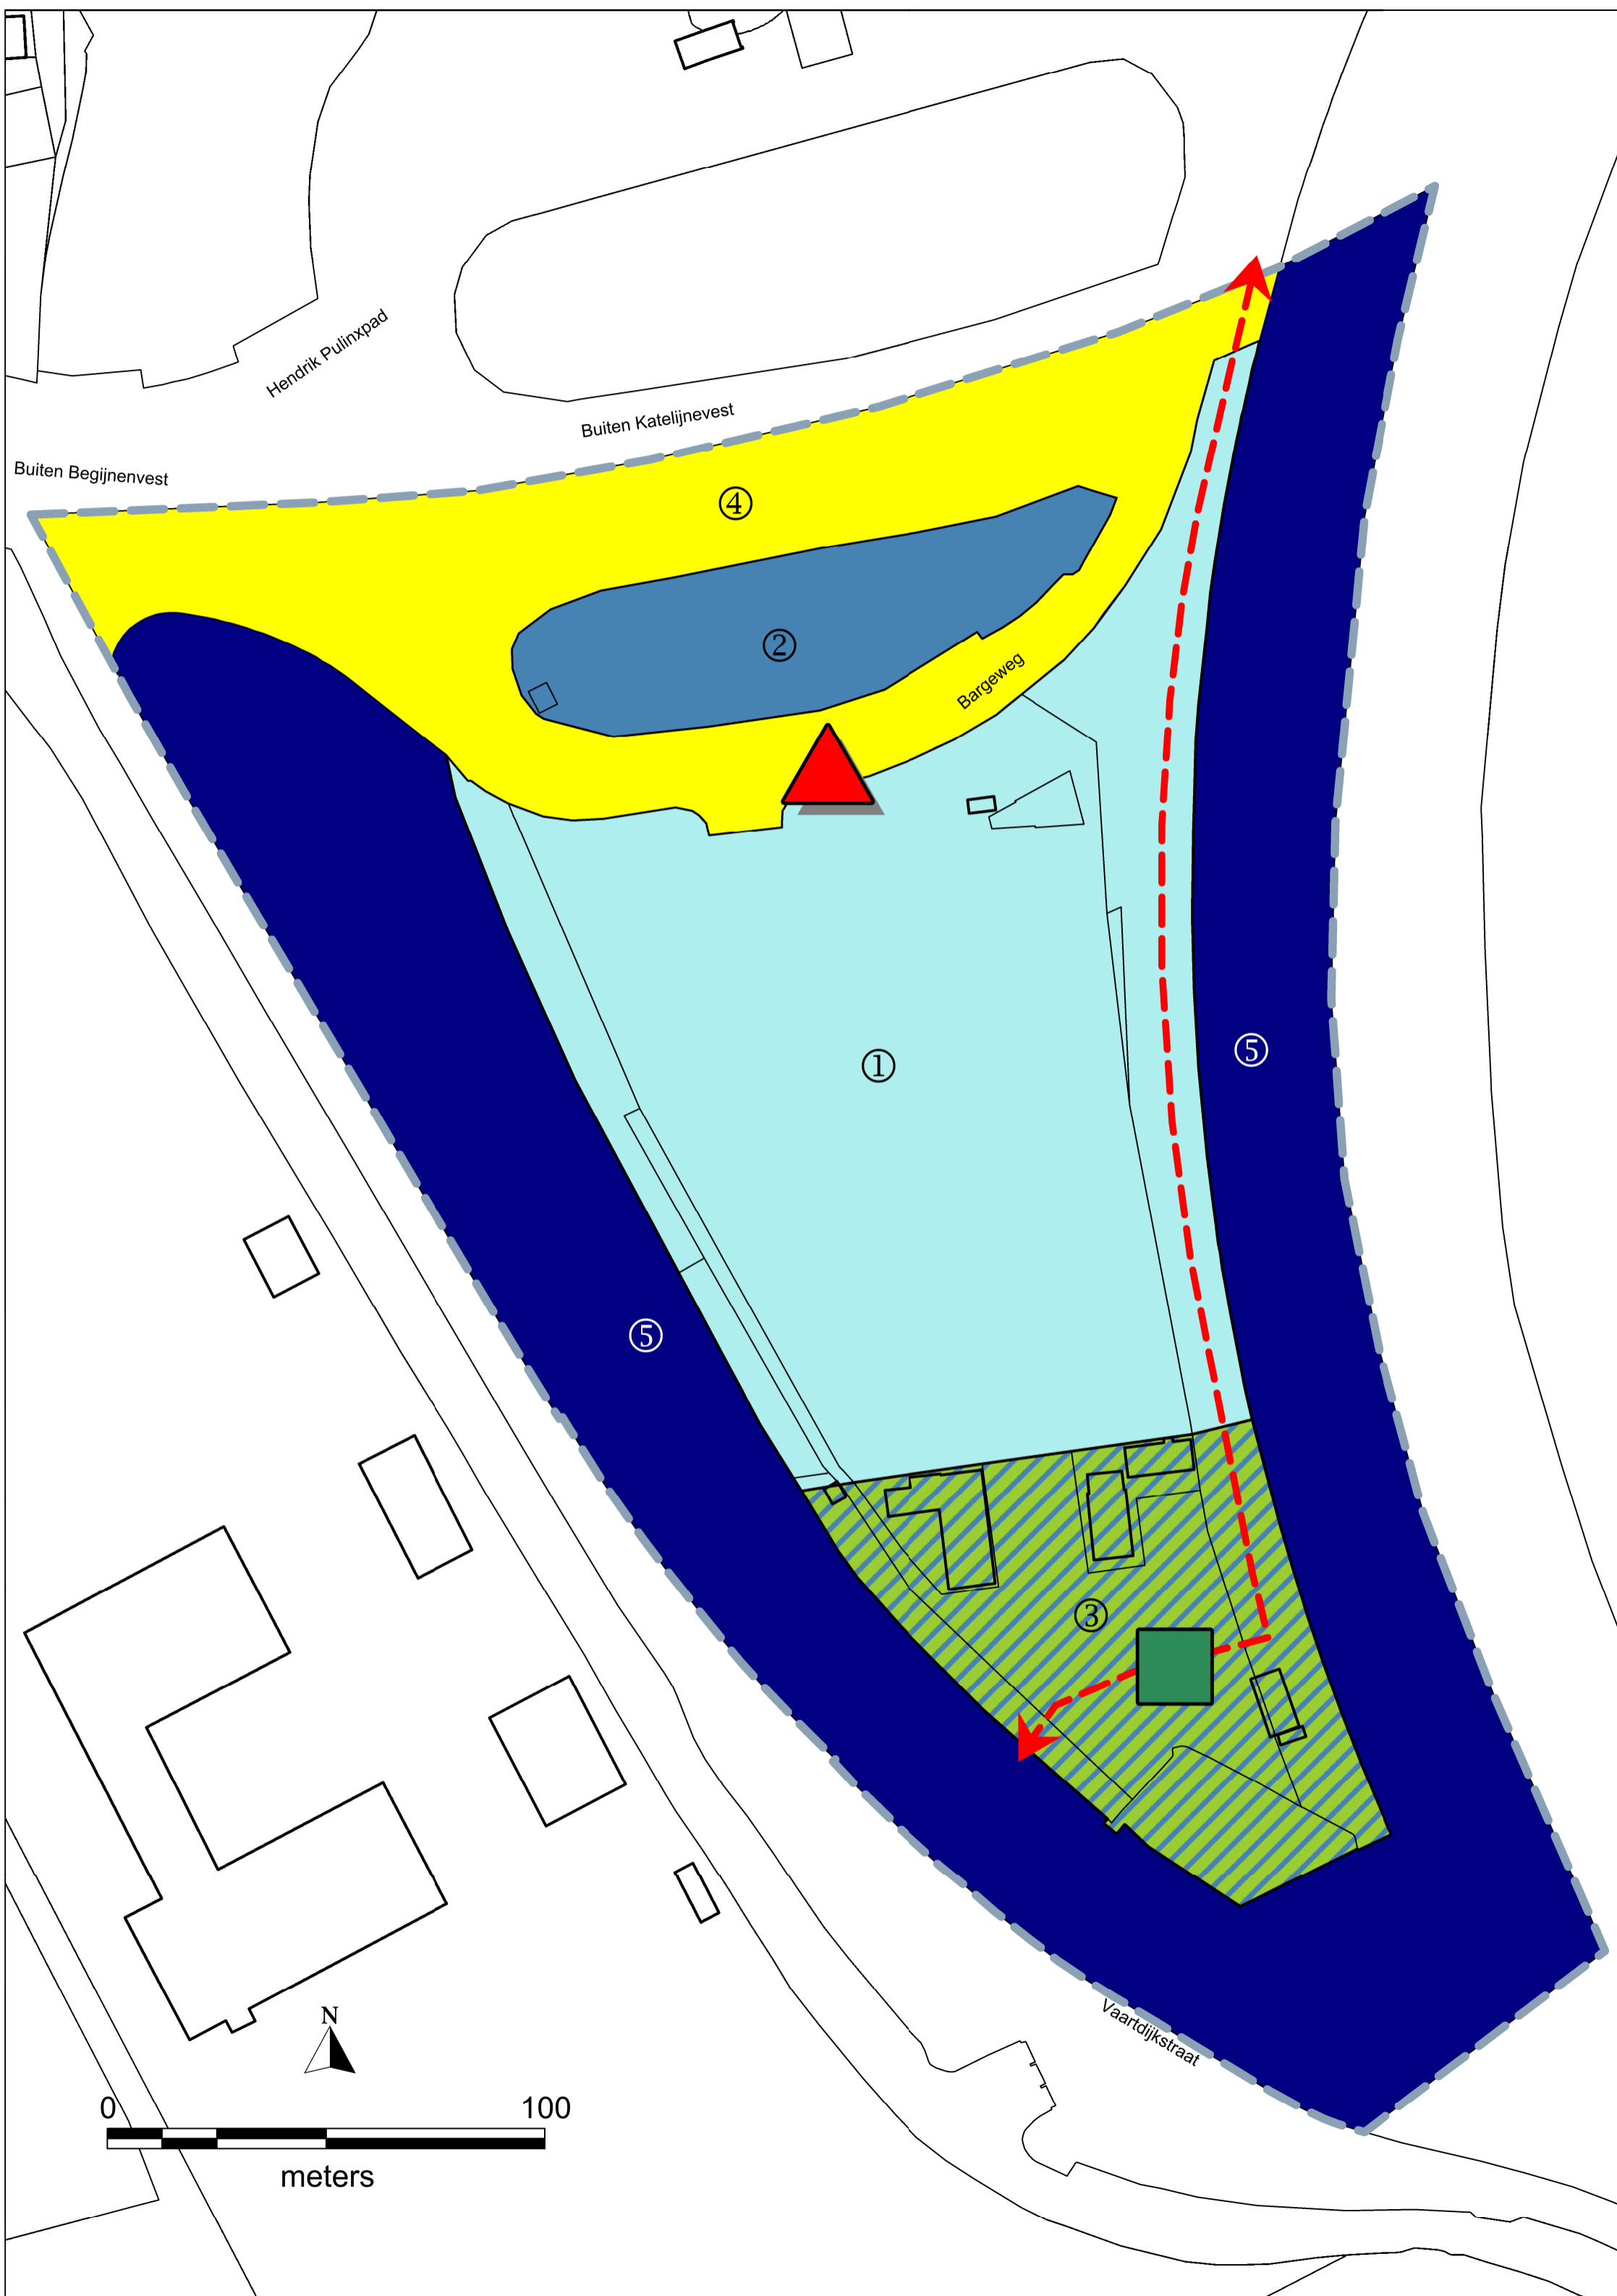 Hendrik Pulinxpad
Buiten Katelijnevest
Buiten Begijnenvest
④
②
Bargeweg
①
⑤
⑤
③
Vaartdijkstraat
N
0 100
meters